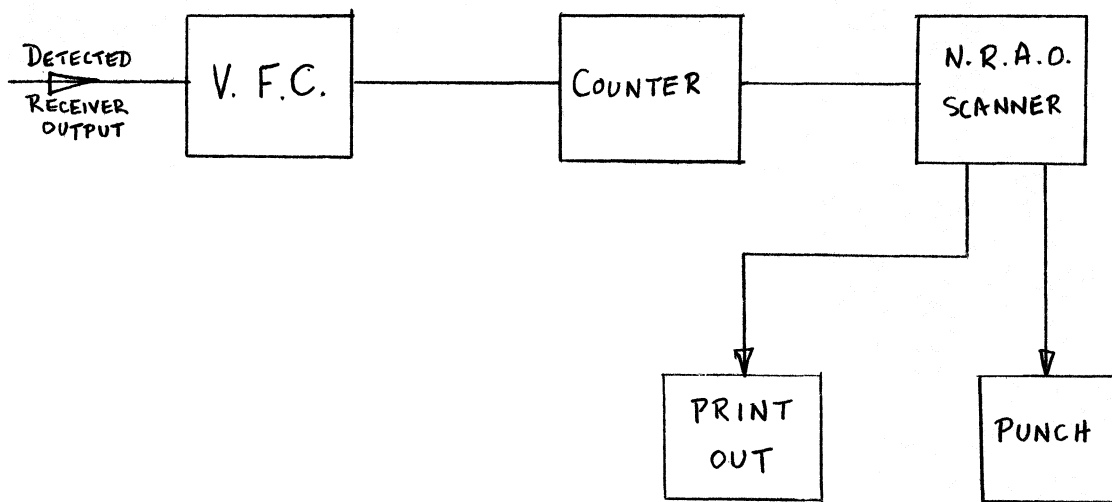 DETECTED
RECEIVER
OUTPUT
V. F.C.
COUNTER
N.R.A.O.
SCANNER
PRINT
OUT
PUNCH